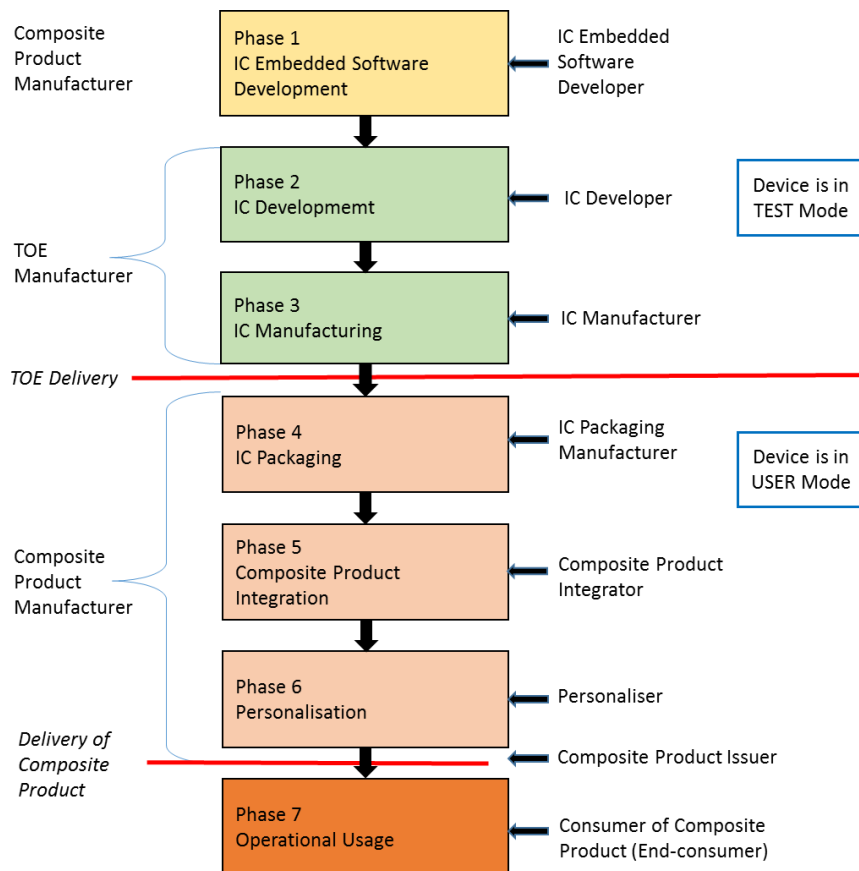 Composite
Product
Manufacturer
Phase 1
IC Embedded Software
Development
IC Embedded
Software
Developer
Phase 2
IC Developmemt
IC Developer
Device is in
TEST Mode
TOE
Manufacturer
Phase 3
IC Manufacturing
IC Manufacturer
TOE Delivery
Phase 4
IC Packaging
IC Packaging
Manufacturer
Device is in
USER Mode
Composite
Product
Manufacturer
Phase 5
Composite Product
Integration
Composite Product
Integrator
Phase 6
Personalisation
Personaliser
Delivery of
Composite
Product
Composite Product Issuer
Phase 7
Operational Usage
Consumer of Composite
Product (End-consumer)